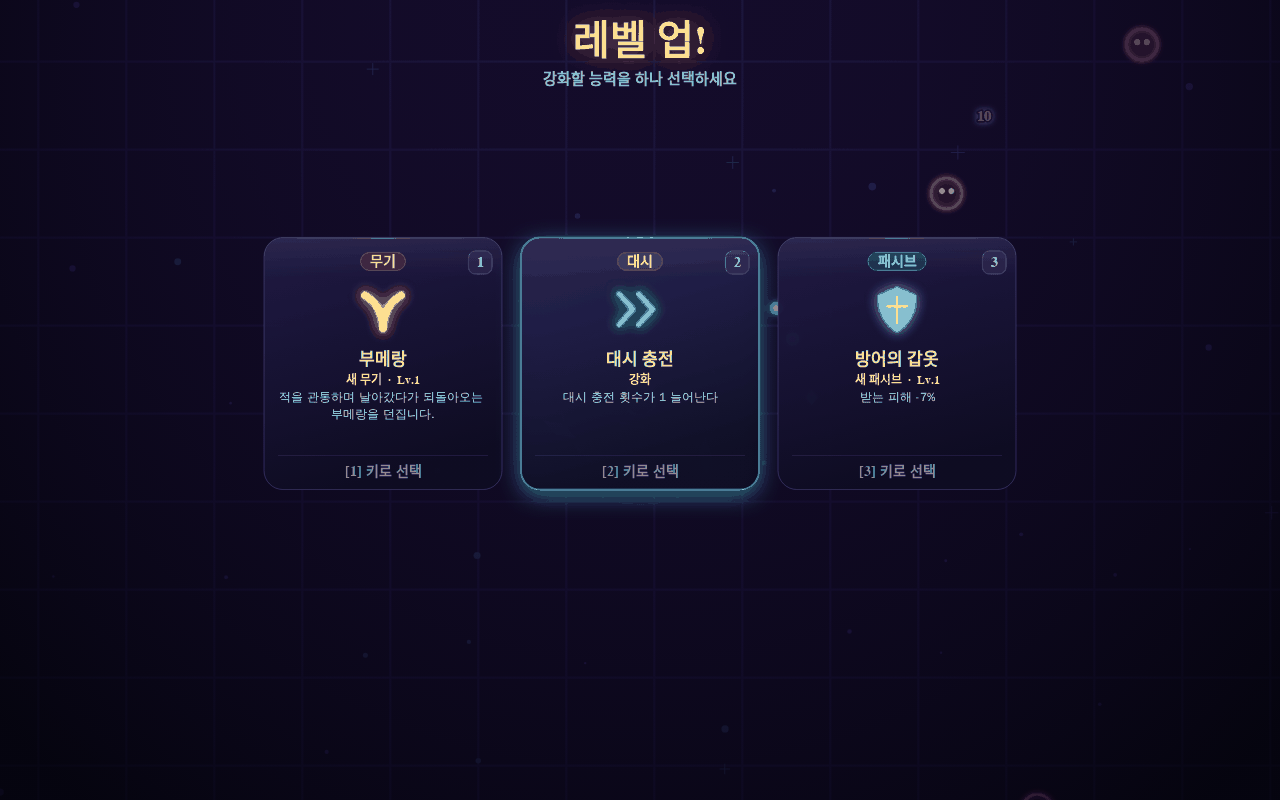 레벨 업!
강화할 능력을 하나 선택하세요
10
무기
1
부메랑
새 무기 · Lv.1
적을 관통하며 날아갔다가 되돌아오는
부메랑을 던집니다.
[1] 키로 선택
대시
2
대시 충전
강화
대시 충전 횟수가 1 늘어난다
[2] 키로 선택
패시브
3
방어의 갑옷
새 패시브 · Lv.1
받는 피해 -7%
[3] 키로 선택